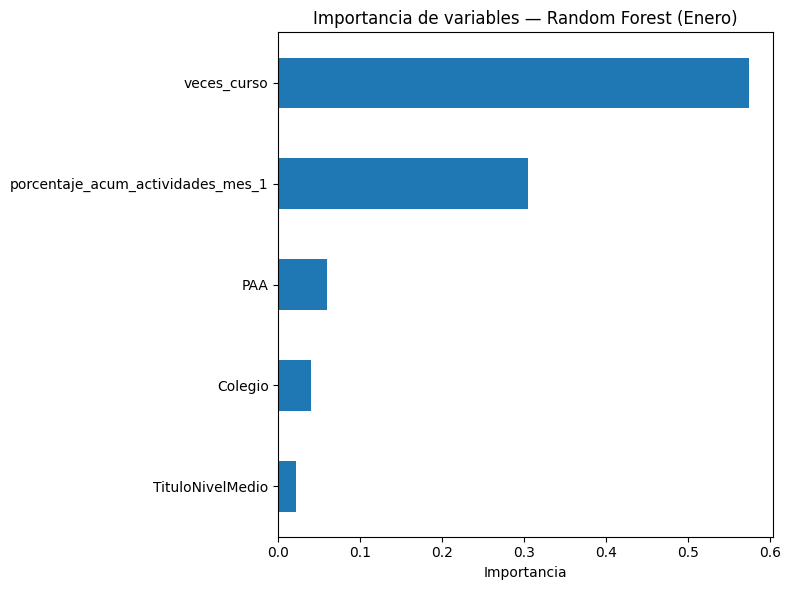 Importancia de variables — Random Forest (Enero)
veces_curso
porcentaje_acum_actividades_mes_1
PAA
Colegio
TituloNivelMedio
0.0 0.1 0.2 0.3 0.4 0.5 0.6
Importancia